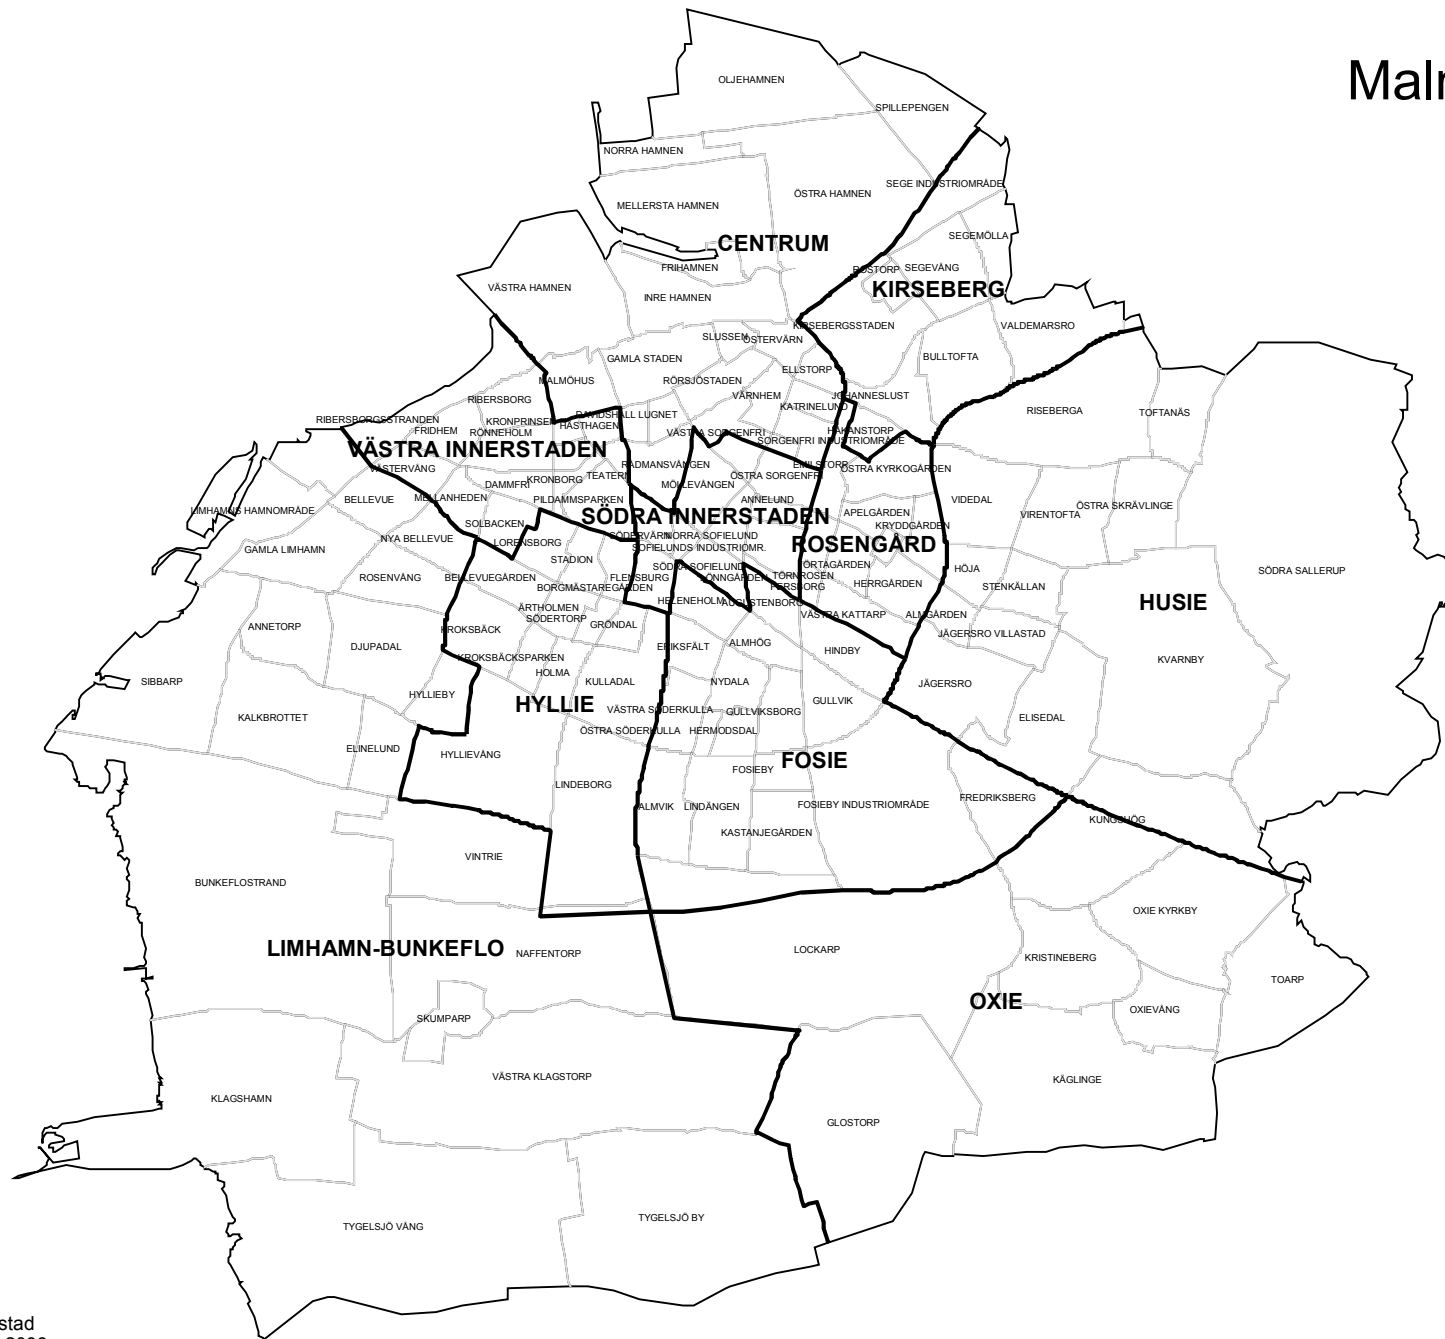 Malm
OLJEHAMNEN
SPILLEPENGEN
NORRA HAMNEN
SEGE INDUSTRIOMRÅDE
ÖSTRA HAMNEN
MELLERSTA HAMNEN
SEGEMÖLLA
CENTRUM
FRIHAMNEN
ROSTORP
SEGEVÅNG
VÄSTRA HAMNEN
KIRSEBERG
INRE HAMNEN
KIRSEBERGSSTADEN
VALDEMARSRO
SLUSSEN
ÖSTERVÄRN
GAMLA STADEN
BULLTOFTA
ELLSTORP
MALMÖHUS
RÖRSJÖSTADEN
VÄRNHEM
JOHANNESLUST
RIBERSBORG
KATRINELUND
RISEBERGA
TOFTANÄS
RIBERSBORGSSTRANDEN
KRONPRINSEN
DAVIDSHALL
LUGNET
HÄSTHAGEN
FRIDHEM
RÖNNEHOLM
VÄSTRA SORGENFRI
HÅKANSTORP
SORGENFRI INDUSTRIOMRÅDE
VÄSTRA INNERSTADEN
VÄSTERVÅNG
RÅDMANSVÅNGEN
EMILSTORP
ÖSTRA KYRKOGÅRDEN
TEATERN
ÖSTRA SORGENFRI
KRONBORG
DAMMFRI
MÖLLEVÅNGEN
MELLANHEDEN
BELLEVUE
PILDAMMSPARKEN
ANNELUND
VIDEDAL
ÖSTRA SKRÄVLINGE
LIMHAMNS HAMNOMRÅDE
APELGÅRDEN
VIRENTOFTA
SÖDRA INNERSTADEN
SOLBACKEN
KRYDDGÅRDEN
NYA BELLEVUE
LORENSBORG
SÖDERVÄRN
NORRA SOFIELUND
ROSENGÅRD
GAMLA LIMHAMN
SOFIELUNDS INDUSTRIOMR.
STADION
SÖDRA SOFIELUND
ÖRTAGÅRDEN
HÖJA
SÖDRA SALLERUP
ROSENVÅNG
BELLEVUEGÅRDEN
FLENSBURG
LÖNNGÅRDEN
TÖRNROSEN
BORGMÄSTAREGÅRDEN
PERSBORG
HERRGÅRDEN
STENKÄLLAN
HELENEHOLM
AUGUSTENBORG
HUSIE
ÄRTHOLMEN
SÖDERTORP
VÄSTRA KATTARP
ALMGÅRDEN
ANNETORP
GRÖNDAL
KROKSBÄCK
JÄGERSRO VILLASTAD
DJUPADAL
ERIKSFÄLT
ALMHÖG
HINDBY
KROKSBÄCKSPARKEN
KVARNBY
HOLMA
SIBBARP
KULLADAL
NYDALA
JÄGERSRO
HYLLIEBY
GULLVIK
HYLLIE
VÄSTRA SÖDERKULLA
GULLVIKSBORG
KALKBROTTET
ELISEDAL
ÖSTRA SÖDERKULLA
HERMODSDAL
ELINELUND
HYLLIEVÅNG
FOSIE
FOSIEBY
LINDEBORG
FREDRIKSBERG
ALMVIK
LINDÄNGEN
FOSIEBY INDUSTRIOMRÅDE
KUNGSHÖG
KASTANJEGÅRDEN
VINTRIE
BUNKEFLOSTRAND
OXIE KYRKBY
LIMHAMN-BUNKEFLO
NAFFENTORP
LOCKARP
KRISTINEBERG
TOARP
OXIE
OXIEVÅNG
SKUMPARP
VÄSTRA KLAGSTORP
KÄGLINGE
KLAGSHAMN
GLOSTORP
TYGELSJÖ BY
TYGELSJÖ VÅNG
stad